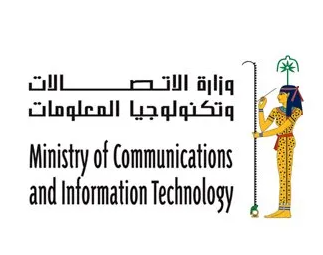 وزارة الاتصالات
وتكنولوجيا المعلومات
Ministry of Communications
and Information Technology